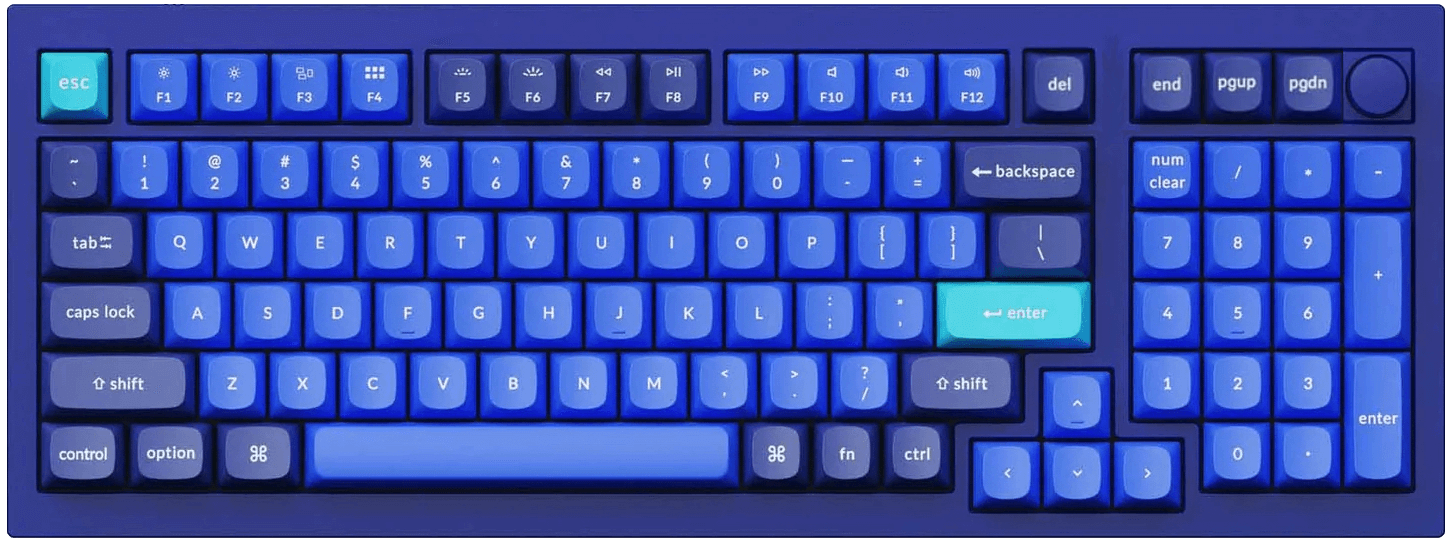 esc F1 F2 F3 F4 F5 F6 F7 F8 F9 F10 F11 F12 del end pgup pgdn
~ ! @ # $ % ^ & * ( ) — + ← backspace num / * -
` 1 2 3 4 5 6 7 8 9 0 - = clear
tab Q W E R T Y U I O P { } | 7 8 9 +
[ ] \
caps lock A S D F G H J K L : " ← enter 4 5 6
; ,
⇧ shift Z X C V B N M < > ? ⇧ shift ^ 1 2 3 enter
, . /
control option ⌘ ⌘ fn ctrl < ⌄ > 0 .